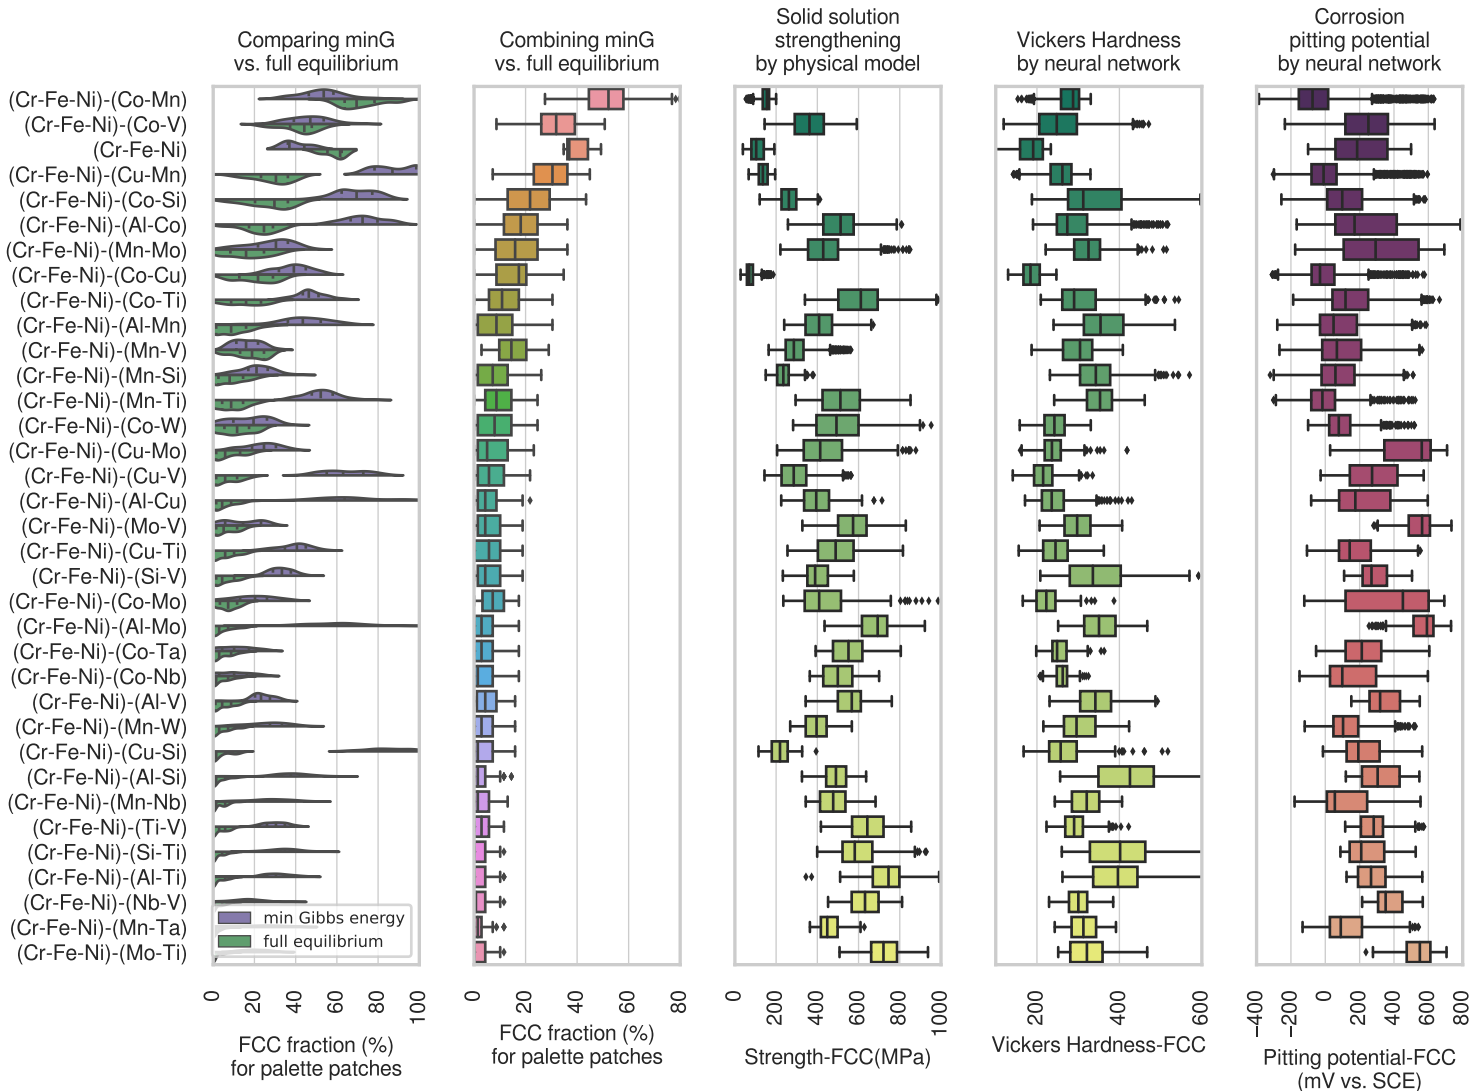 Comparing minG
vs. full equilibrium
Combining minG
vs. full equilibrium
Solid solution
strengthening
by physical model
Vickers Hardness
by neural network
Corrosion
pitting potential
by neural network
(Cr-Fe-Ni)-(Co-Mn)
(Cr-Fe-Ni)-(Co-V)
(Cr-Fe-Ni)
(Cr-Fe-Ni)-(Cu-Mn)
(Cr-Fe-Ni)-(Co-Si)
(Cr-Fe-Ni)-(Al-Co)
(Cr-Fe-Ni)-(Mn-Mo)
(Cr-Fe-Ni)-(Co-Cu)
(Cr-Fe-Ni)-(Co-Ti)
(Cr-Fe-Ni)-(Al-Mn)
(Cr-Fe-Ni)-(Mn-V)
(Cr-Fe-Ni)-(Mn-Si)
(Cr-Fe-Ni)-(Mn-Ti)
(Cr-Fe-Ni)-(Co-W)
(Cr-Fe-Ni)-(Cu-Mo)
(Cr-Fe-Ni)-(Cu-V)
(Cr-Fe-Ni)-(Al-Cu)
(Cr-Fe-Ni)-(Mo-V)
(Cr-Fe-Ni)-(Cu-Ti)
(Cr-Fe-Ni)-(Si-V)
(Cr-Fe-Ni)-(Co-Mo)
(Cr-Fe-Ni)-(Al-Mo)
(Cr-Fe-Ni)-(Co-Ta)
(Cr-Fe-Ni)-(Co-Nb)
(Cr-Fe-Ni)-(Al-V)
(Cr-Fe-Ni)-(Mn-W)
(Cr-Fe-Ni)-(Cu-Si)
(Cr-Fe-Ni)-(Al-Si)
(Cr-Fe-Ni)-(Mn-Nb)
(Cr-Fe-Ni)-(Ti-V)
(Cr-Fe-Ni)-(Si-Ti)
(Cr-Fe-Ni)-(Al-Ti)
(Cr-Fe-Ni)-(Nb-V)
(Cr-Fe-Ni)-(Mn-Ta)
(Cr-Fe-Ni)-(Mo-Ti)
min Gibbs energy
full equilibrium
0 20 40 60 80 100
FCC fraction (%)
for palette patches
0 20 40 60 80
FCC fraction (%)
for palette patches
0 200 400 600 800 1000
Strength-FCC(MPa)
200 400 600
Vickers Hardness-FCC
−400 −200 0 200 400 600 800
Pitting potential-FCC
(mV vs. SCE)